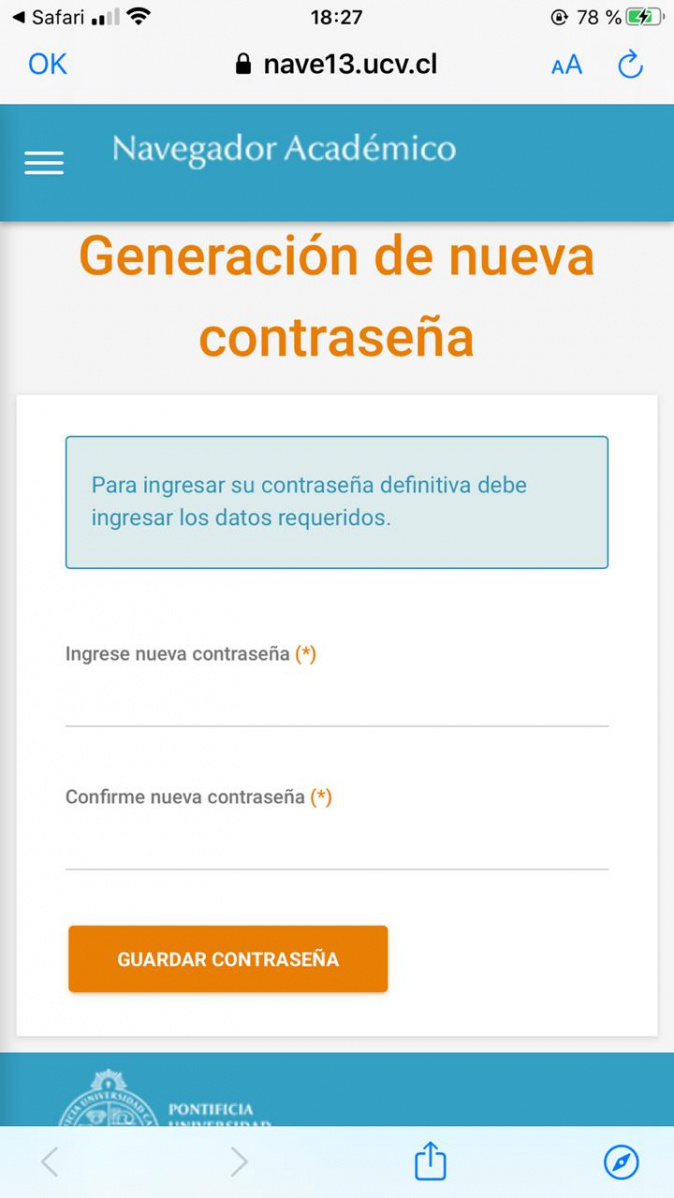 ◀ Safari 18:27 78 %
OK nave13.ucv.cl AA
Navegador Académico
Generación de nueva
contraseña
Para ingresar su contraseña definitiva debe
ingresar los datos requeridos.
Ingrese nueva contraseña (*)
Confirme nueva contraseña (*)
GUARDAR CONTRASEÑA
PONTIFICIA
UNIVERSIDAD